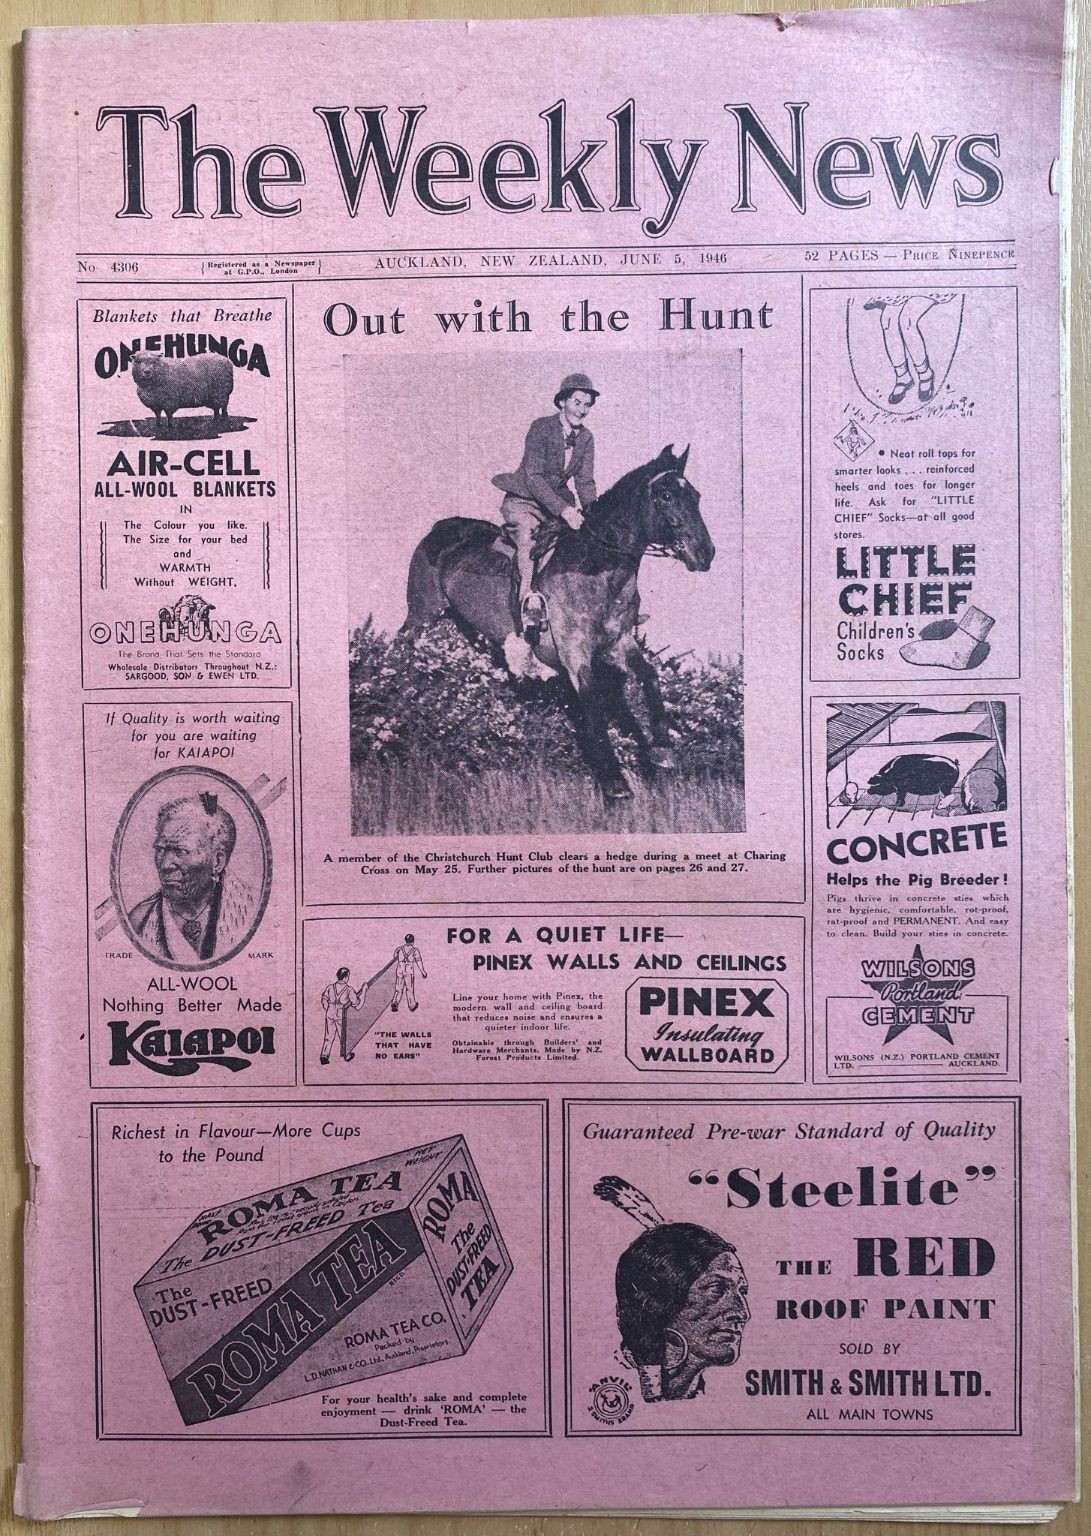 The Weekly News
No 4306
Registered as a Newspaper
at G.P.O., London
AUCKLAND, NEW ZEALAND, JUNE 5, 1946
52 PAGES — PRICE NINEPENCE
Blankets that Breathe
ONEHUNGA
AIR-CELL
ALL-WOOL BLANKETS
IN
The Colour you like.
The Size for your bed
and
WARMTH
Without WEIGHT.
ONEHUNGA
The Brand That Sets the Standard
Wholesale Distributors Throughout N.Z.:
SARGOOD, SON & EWEN LTD.
If Quality is worth waiting
for you are waiting
for KAIAPOI
TRADE MARK
ALL-WOOL
Nothing Better Made
KAIAPOI
Out with the Hunt
A member of the Christchurch Hunt Club clears a hedge during a meet at Charing
Cross on May 25. Further pictures of the hunt are on pages 26 and 27.
FOR A QUIET LIFE—
PINEX WALLS AND CEILINGS
"THE WALLS
THAT HAVE
NO EARS"
Line your home with Pinex, the
modern wall and ceiling board
that reduces noise and ensures a
quieter indoor life.
Obtainable through Builders' and
Hardware Merchants. Made by N.Z.
Forest Products Limited.
PINEX
Insulating
WALLBOARD
• Neat roll tops for
smarter looks . . . reinforced
heels and toes for longer
life. Ask for "LITTLE
CHIEF" Socks—at all good
stores.
LITTLE
CHIEF
Children's
Socks
CONCRETE
Helps the Pig Breeder!
Pigs thrive in concrete sties which
are hygienic, comfortable, rot-proof,
rat-proof and PERMANENT. And easy
to clean. Build your sties in concrete.
WILSONS
Portland
CEMENT
WILSONS (N.Z.) PORTLAND CEMENT
LTD. — AUCKLAND.
Richest in Flavour—More Cups
to the Pound
NET
WEIGHT
ROMA TEA
The DUST-FREED Tea
ROMA
The
DUST-FREED
TEA
The
DUST-FREED
ROMA TEA
REGD.
ROMA TEA CO.
Packed by
L.D. NATHAN & CO. Ltd., Auckland, Proprietors.
For your health's sake and complete
enjoyment — drink 'ROMA' — the
Dust-Freed Tea.
Guaranteed Pre-war Standard of Quality
"Steelite"
THE RED
ROOF PAINT
SOLD BY
SMITH & SMITH LTD.
ALL MAIN TOWNS
ANVIL
2 SMITHS BRAND